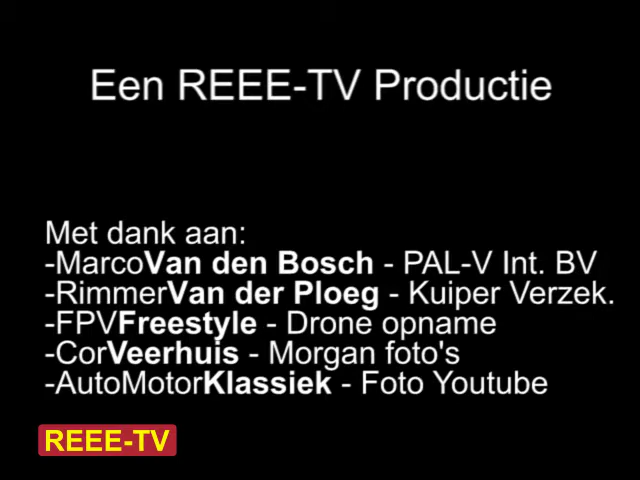 Een REEE-TV Productie
Met dank aan:
-MarcoVan den Bosch - PAL-V Int. BV
-RimmerVan der Ploeg - Kuiper Verzek.
-FPVFreestyle - Drone opname
-CorVeerhuis - Morgan foto's
-AutoMotorKlassiek - Foto Youtube
REEE-TV